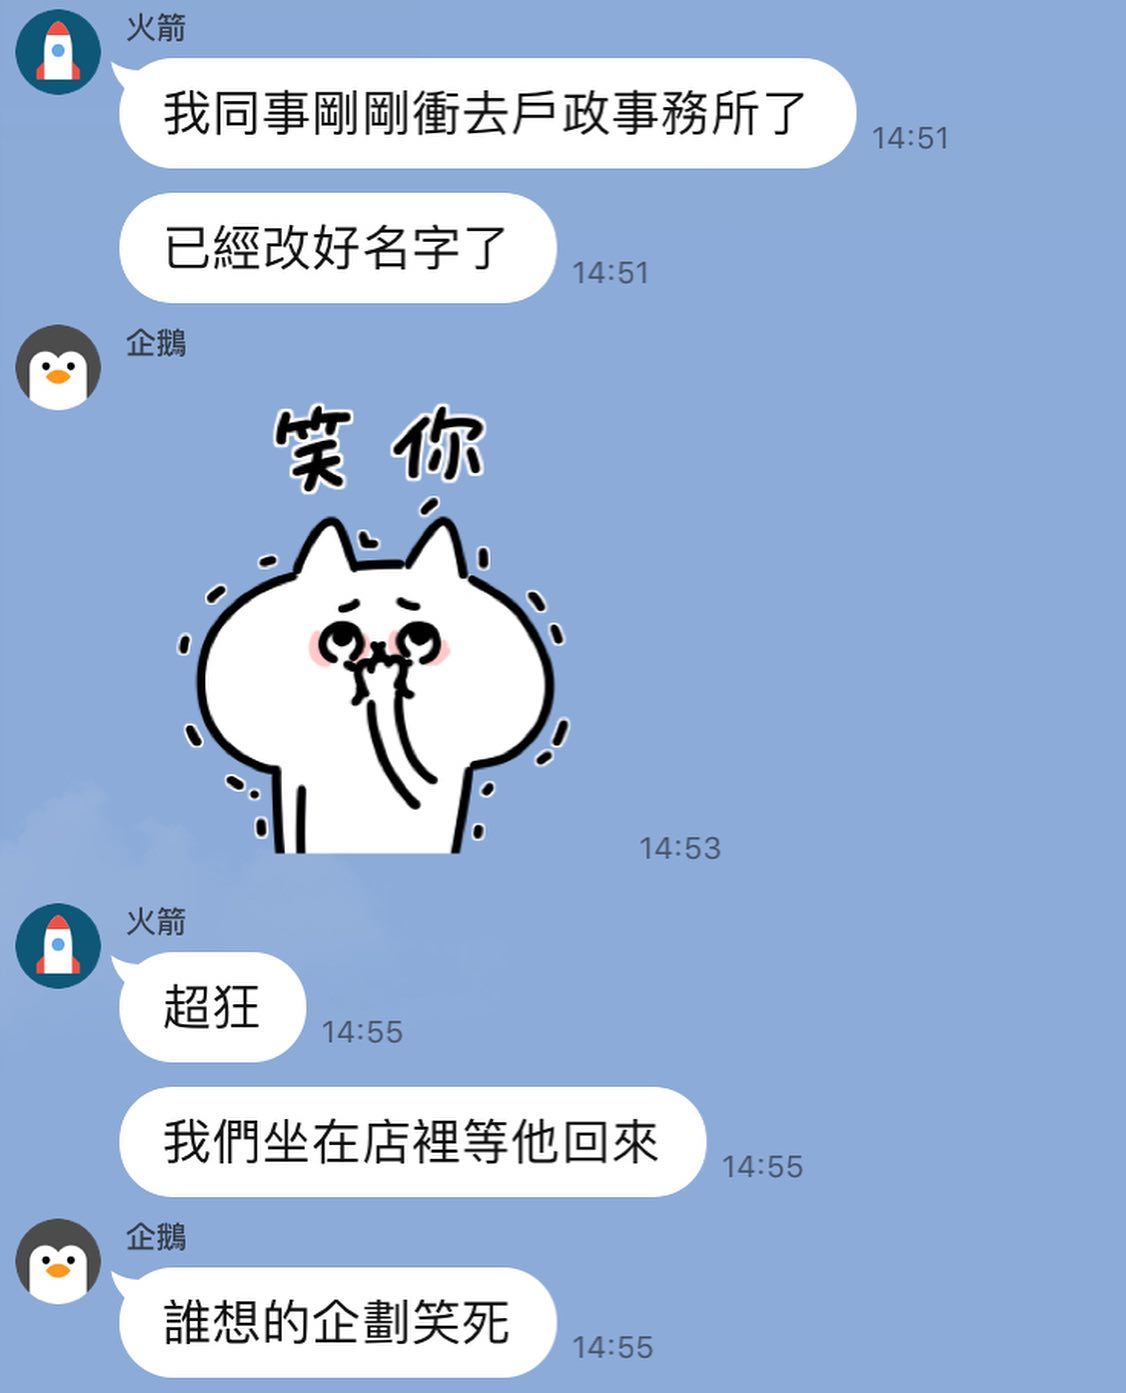 火箭
我同事剛剛衝去戶政事務所了
14:51
已經改好名字了
14:51
企鵝
笑你
14:53
火箭
超狂
14:55
我們坐在店裡等他回來
14:55
企鵝
誰想的企劃笑死
14:55